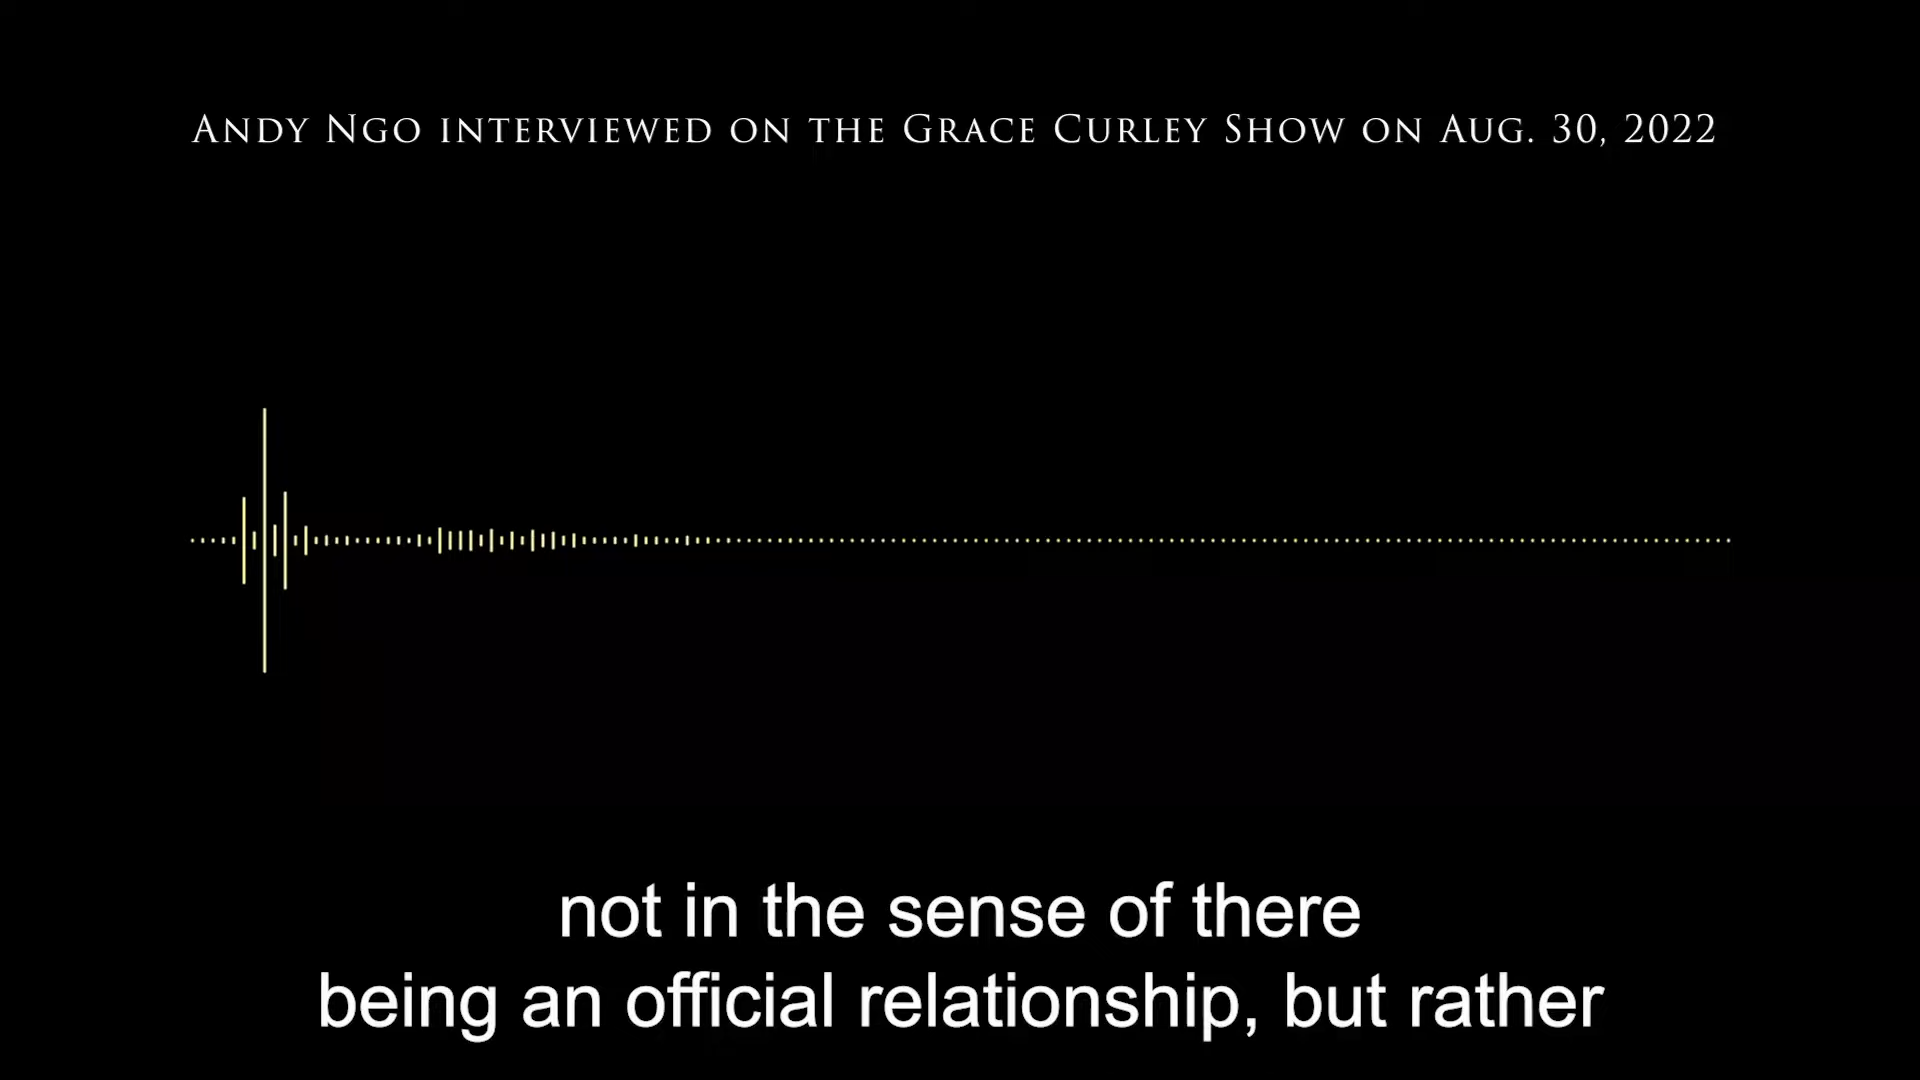 Andy Ngo interviewed on the Grace Curley Show on Aug. 30, 2022
not in the sense of there
being an official relationship, but rather